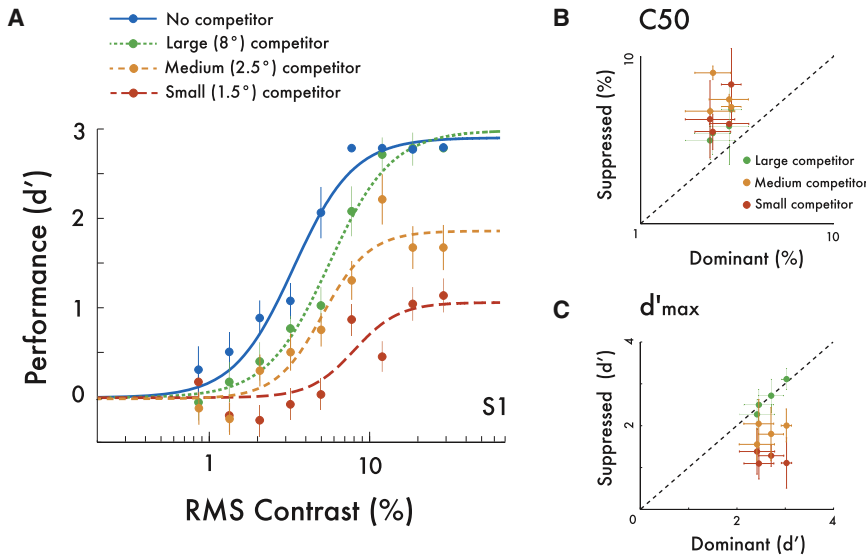 A
No competitor
Large (8°) competitor
Medium (2.5°) competitor
Small (1.5°) competitor
3
2
1
0
Performance (d')
1
10
RMS Contrast (%)
S1
B
C50
10
Suppressed (%)
Large competitor
Medium competitor
Small competitor
1
1
10
Dominant (%)
C
d'max
4
2
Suppressed (d')
0
2
4
Dominant (d')